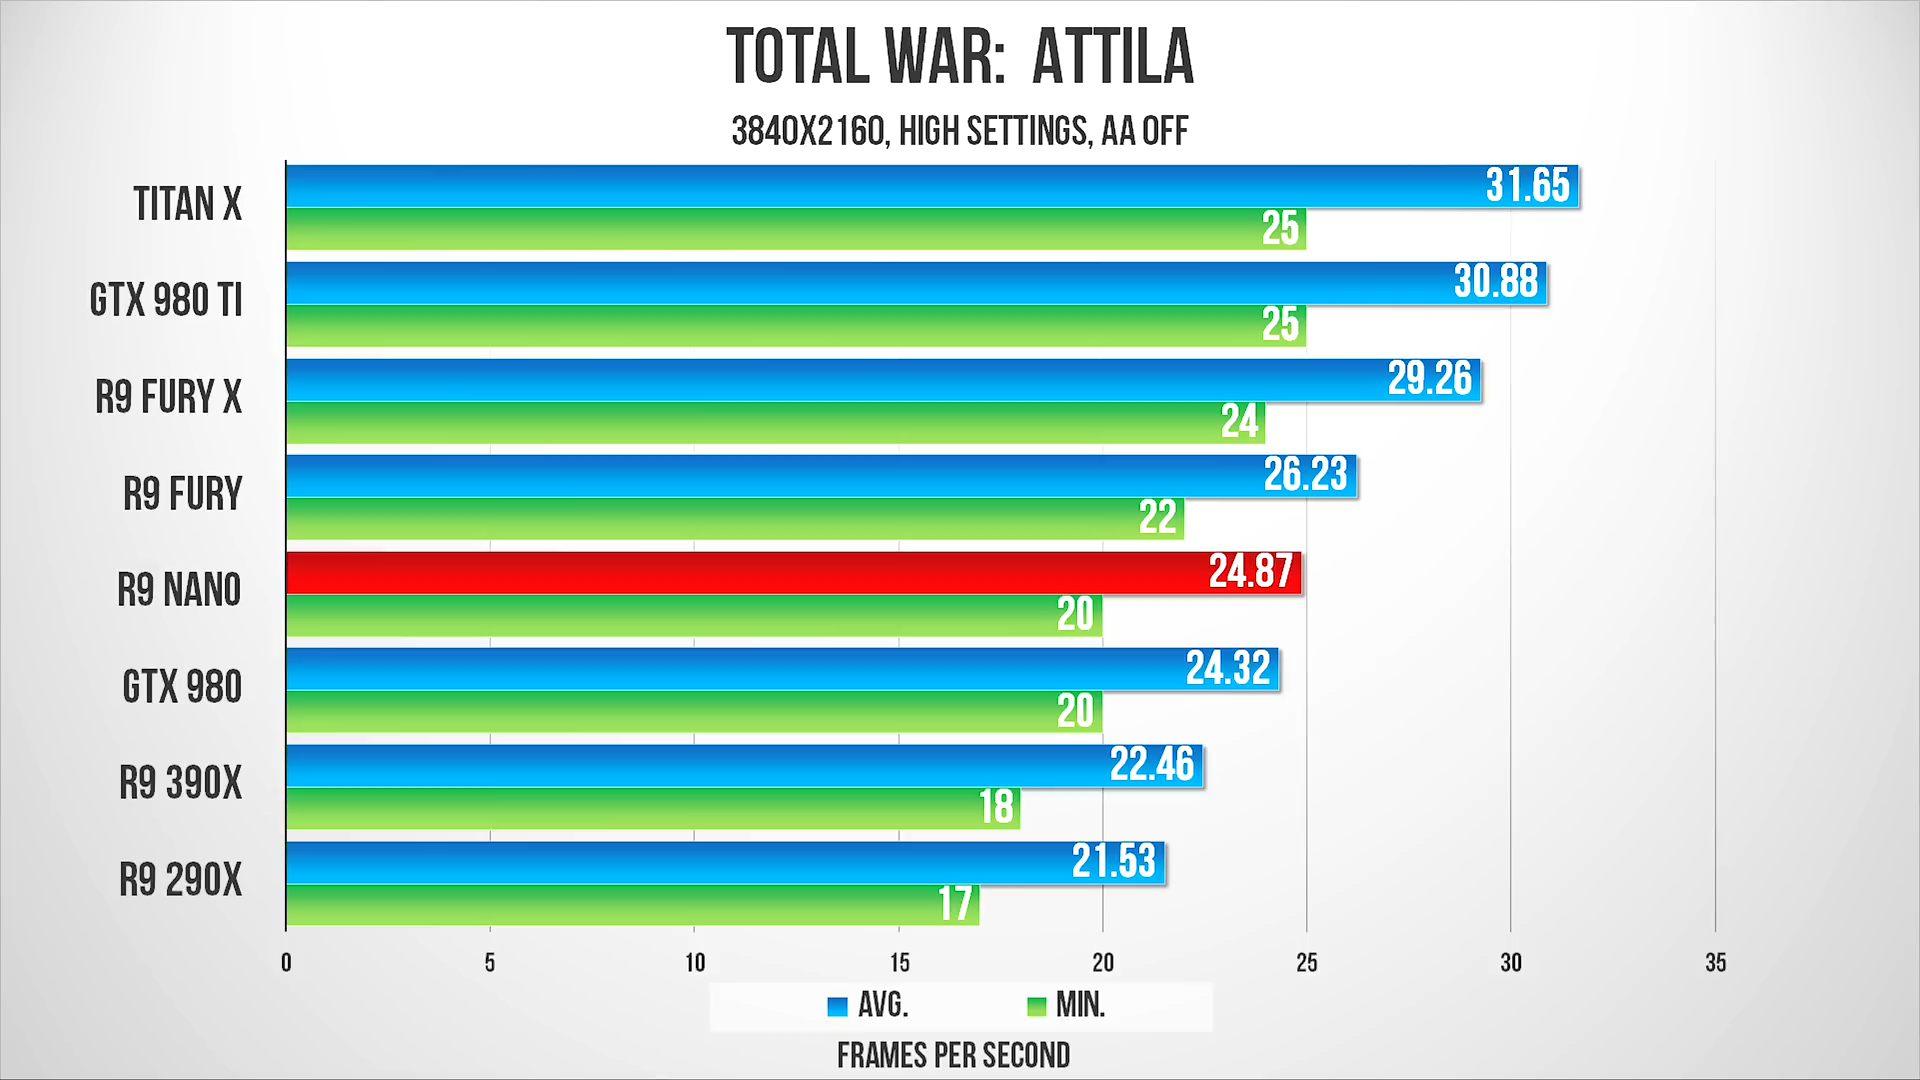 TOTAL WAR: ATTILA
3840X2160, HIGH SETTINGS, AA OFF
TITAN X
31.65
25
GTX 980 TI
30.88
25
R9 FURY X
29.26
24
R9 FURY
26.23
22
R9 NANO
24.87
20
GTX 980
24.32
20
R9 390X
22.46
18
R9 290X
21.53
17
0 5 10 15 20 25 30 35
AVG. MIN.
FRAMES PER SECOND